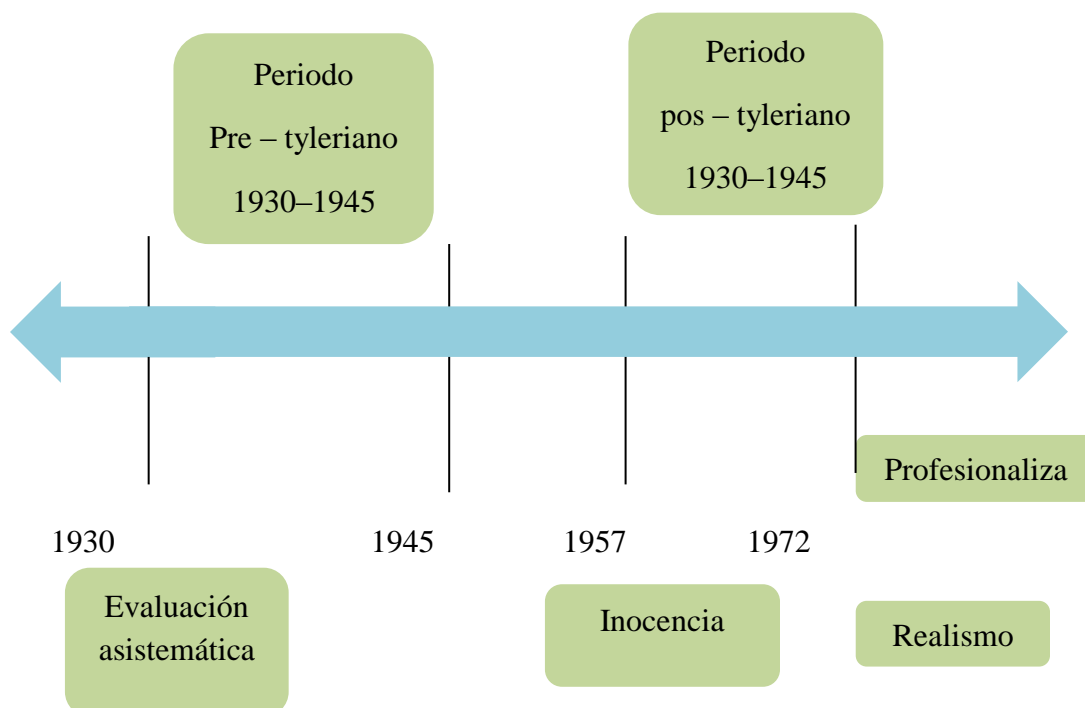 Periodo
Pre – tyleriano
1930–1945
Periodo
pos – tyleriano
1930–1945
Profesionaliza
1930
1945
1957
1972
Evaluación
asistemática
Inocencia
Realismo